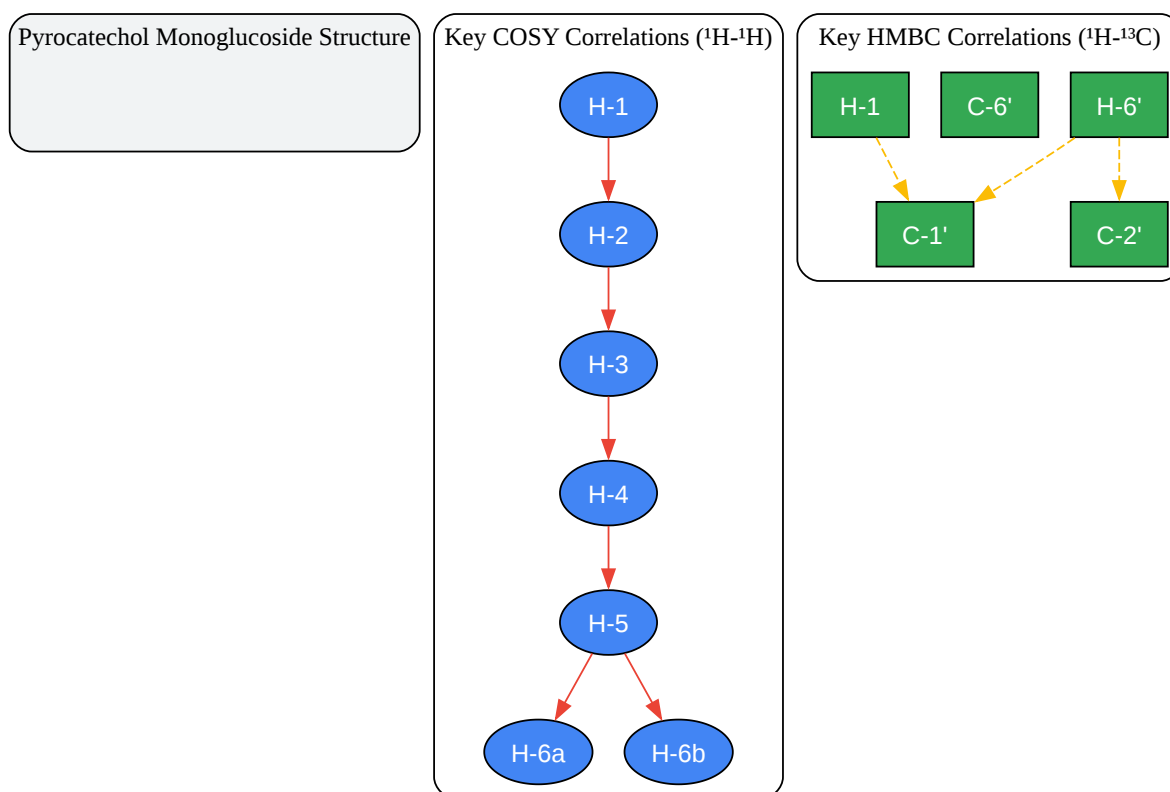 Pyrocatechol Monoglucoside Structure
Key COSY Correlations (¹H-¹H)
H-1
H-2
H-3
H-4
H-5
H-6a
H-6b
Key HMBC Correlations (¹H-¹³C)
H-1
C-6'
H-6'
C-1'
C-2'